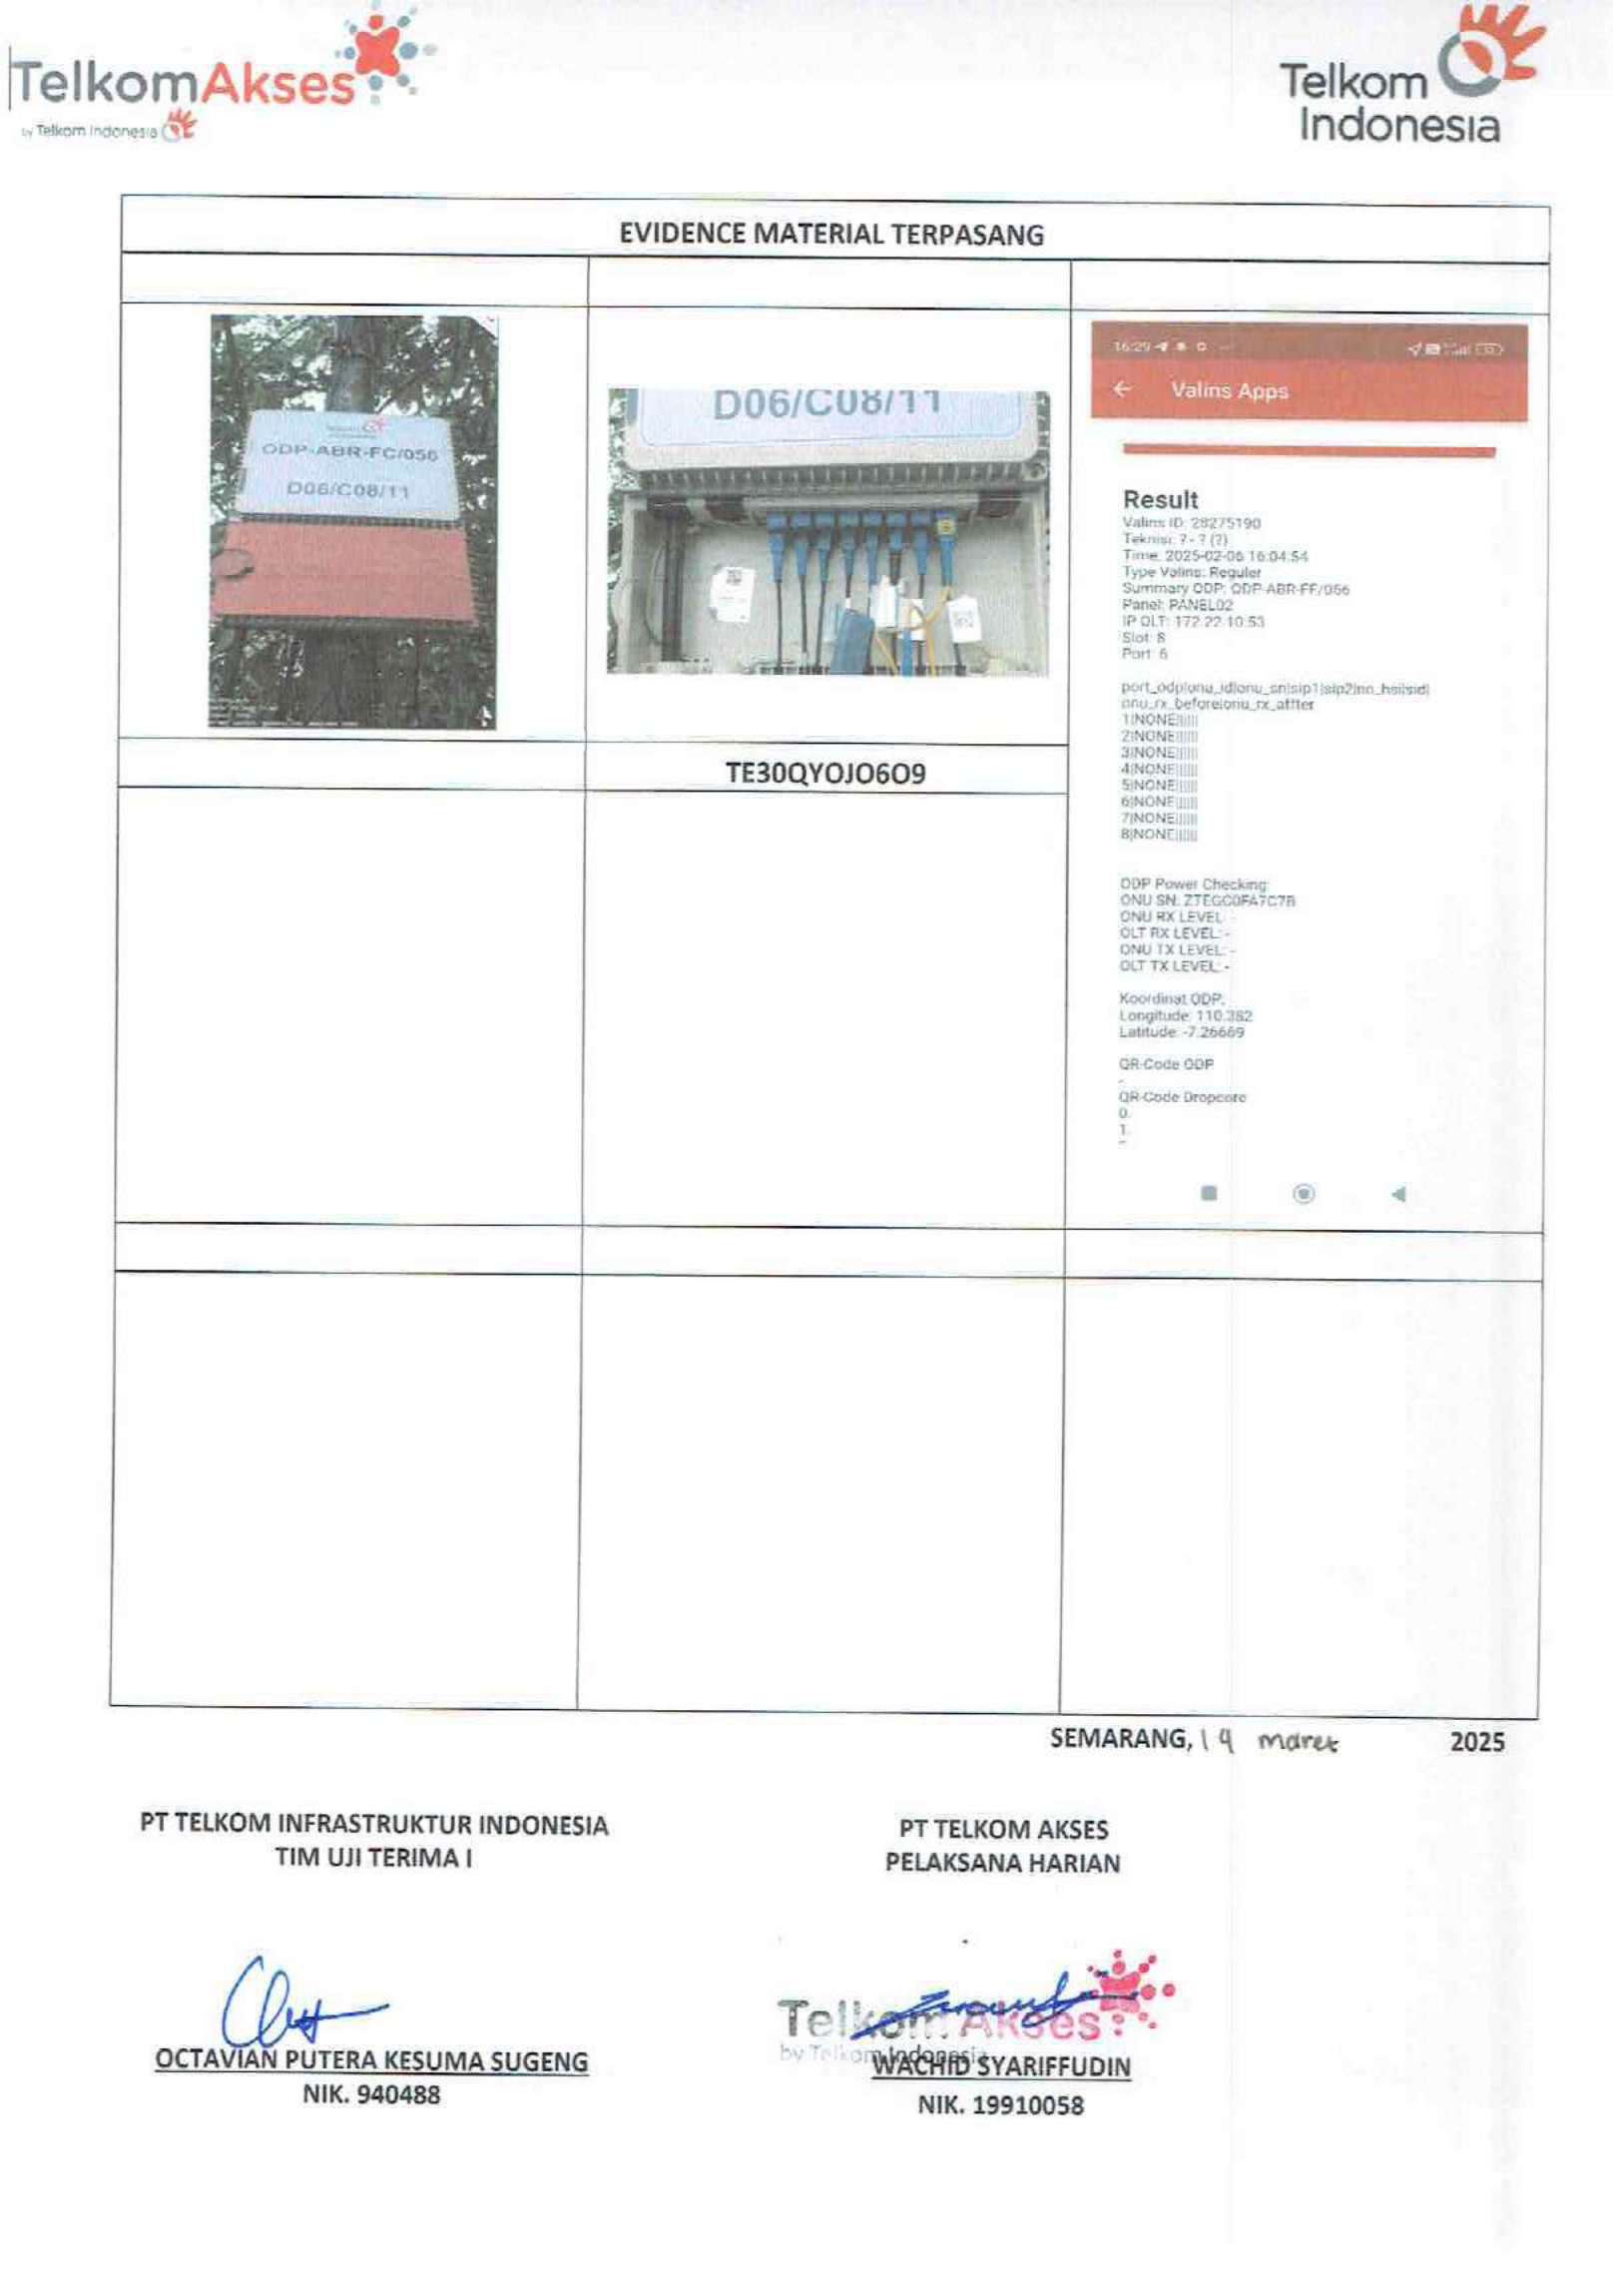 TelkomAkses
by Telkom Indonesia
Telkom
Indonesia
EVIDENCE MATERIAL TERPASANG
ODP-ABR-FC/056
D06/C08/11
D06/C08/11
16:29
Valins Apps
Result
Valins ID: 28275190
Teknisi: ? - ? (?)
Time: 2025-02-06 16:04:54
Type Valins: Reguler
Summary ODP: ODP-ABR-FF/056
Panel: PANEL02
IP OLT: 172.22.10.53
Slot: 8
Port: 6
port_odp|onu_id|onu_sn|sip1|sip2|no_hsi|sid|
onu_rx_before|onu_rx_affter
1|NONE||||||
2|NONE||||||
3|NONE||||||
4|NONE||||||
5|NONE||||||
6|NONE||||||
7|NONE||||||
8|NONE||||||
ODP Power Checking:
ONU SN: ZTEGC0FA7C7B
ONU RX LEVEL: -
OLT RX LEVEL: -
ONU TX LEVEL: -
OLT TX LEVEL: -
Koordinat ODP:
Longitude: 110.382
Latitude: -7.26669
QR-Code ODP
-
QR-Code Dropcore
0.
1.
TE30QYOJO6O9
SEMARANG, 14 maret 2025
PT TELKOM INFRASTRUKTUR INDONESIA
TIM UJI TERIMA I
PT TELKOM AKSES
PELAKSANA HARIAN
TelkomAkses
by Telkom Indonesia
OCTAVIAN PUTERA KESUMA SUGENG
NIK. 940488
WACHID SYARIFFUDIN
NIK. 19910058